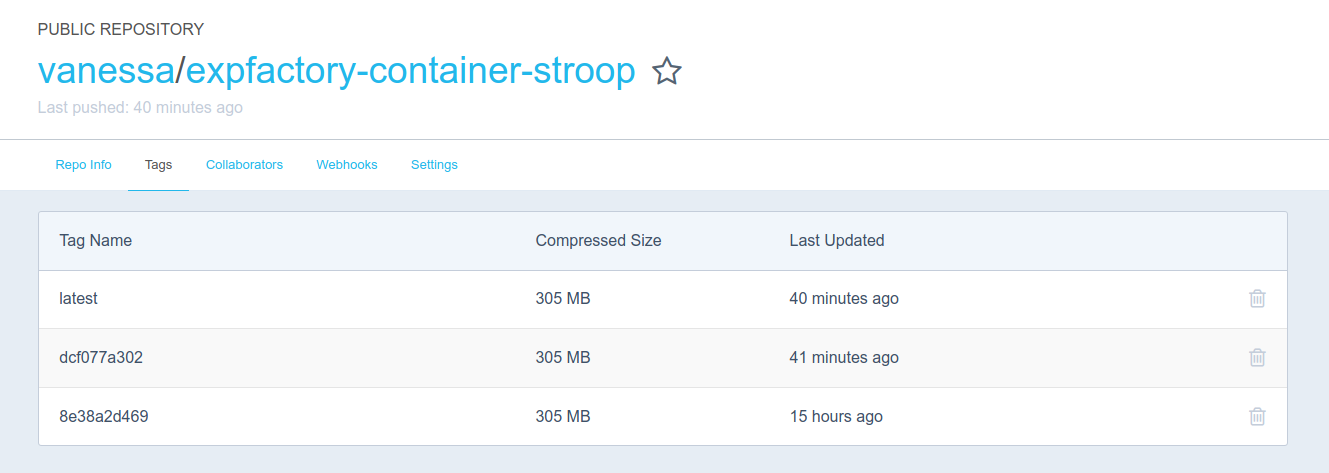 PUBLIC REPOSITORY
vanessa/expfactory-container-stroop
Last pushed: 40 minutes ago
Repo Info Tags Collaborators Webhooks Settings
Tag Name Compressed Size Last Updated
latest 305 MB 40 minutes ago
dcf077a302 305 MB 41 minutes ago
8e38a2d469 305 MB 15 hours ago